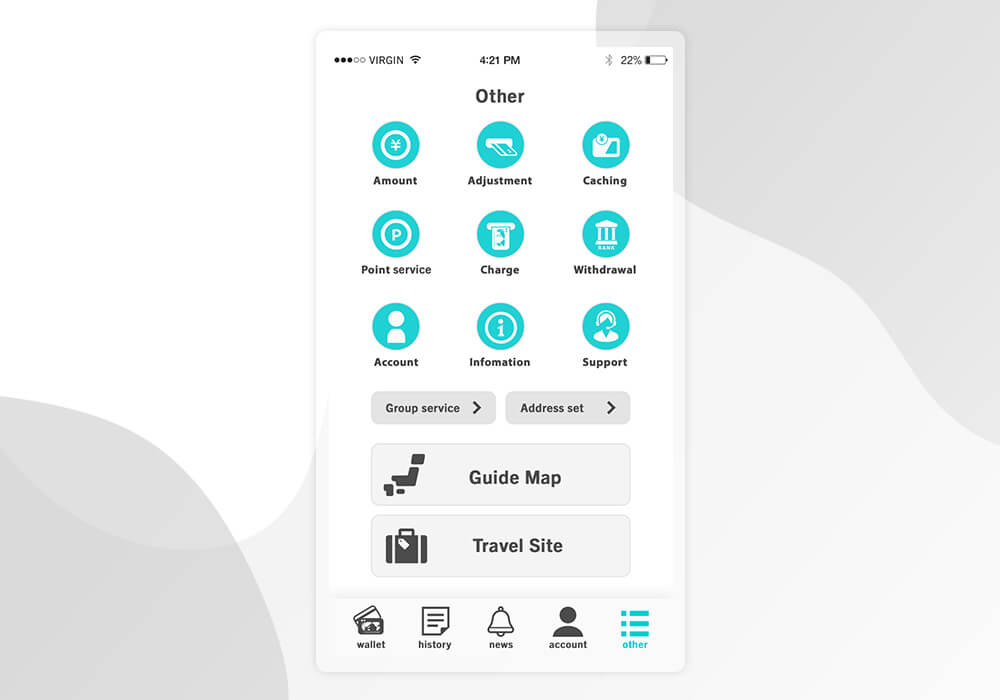 VIRGIN 4:21 PM 22%
Other
¥ ¥
Amount Adjustment Caching
P BANK
Point service Charge Withdrawal
i
Account Infomation Support
Group service Address set
Guide Map
Travel Site
wallet history news account other